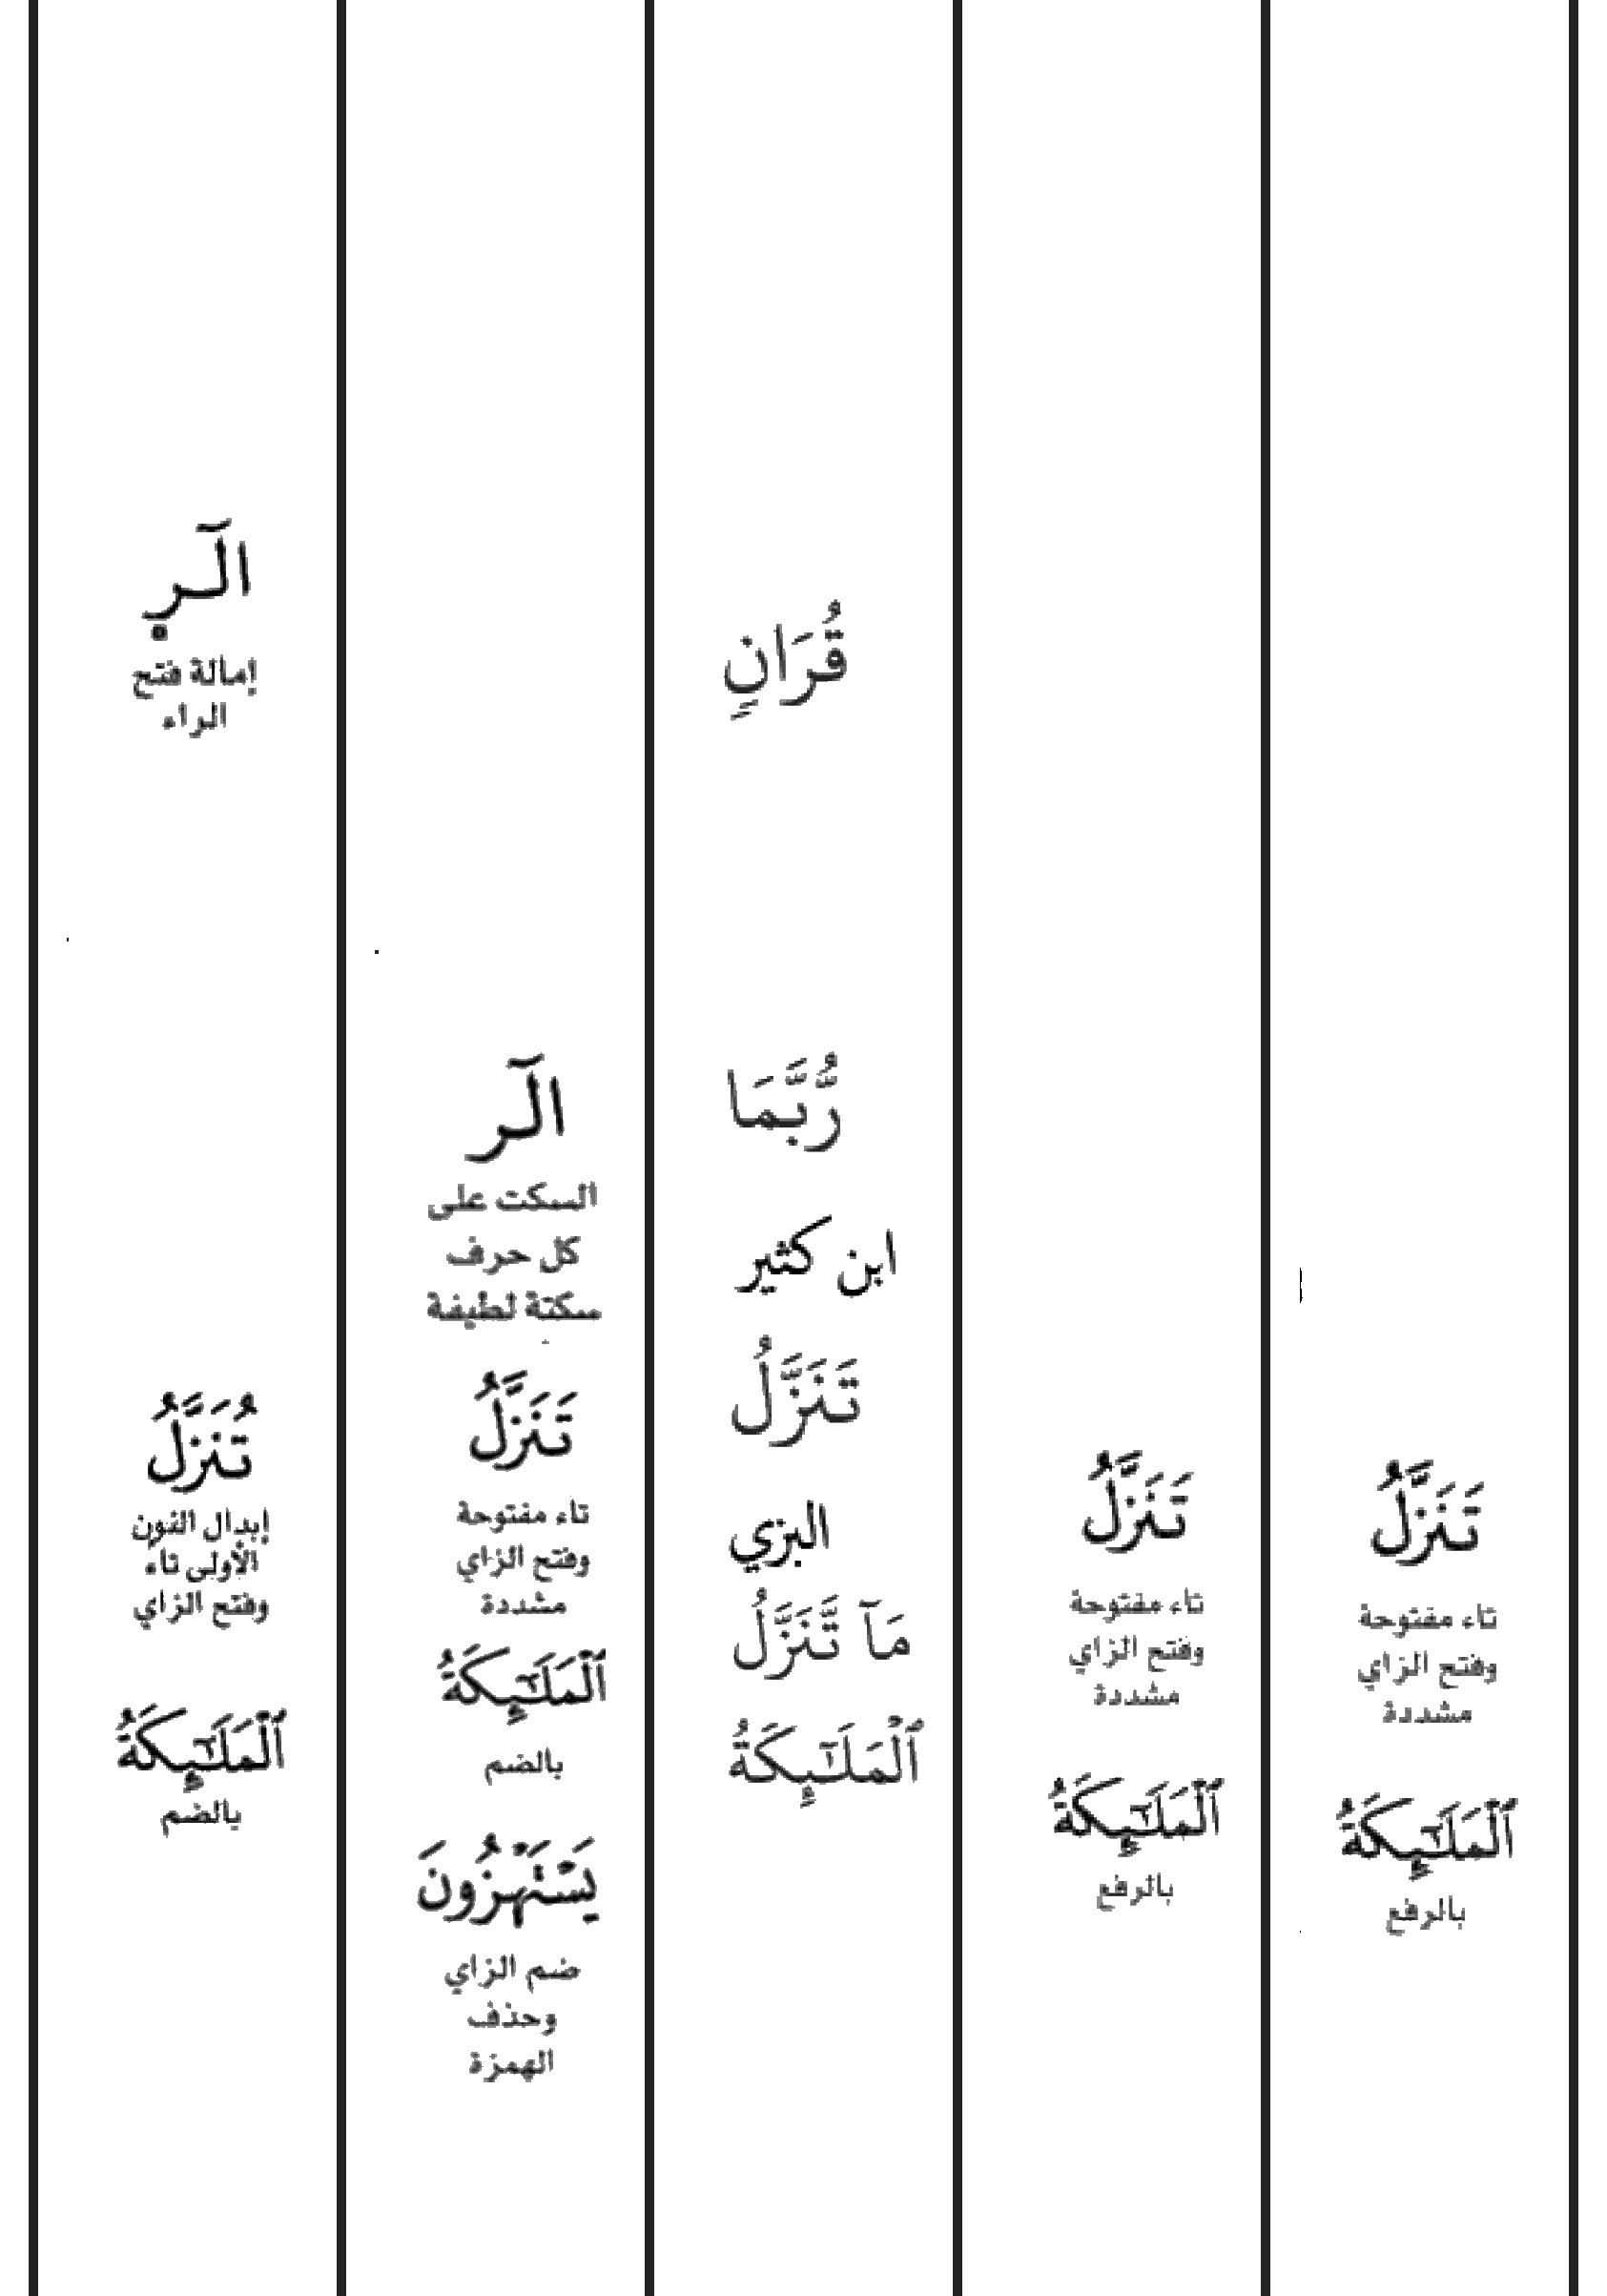 تَنَزَّلُ
تاء مفتوحة
وفتح الزاي
مشددة
ٱلْمَلَٰٓئِكَةُ
بالرفع
تَنَزَّلُ
تاء مفتوحة
وفتح الزاي
مشددة
ٱلْمَلَٰٓئِكَةُ
بالرفع
قُرَانٍ
رُّبَّمَا
ابن كثير
تَنَزَّلُ
البزي
مَآ تَّنَزَّلُ
ٱلْمَلَٰٓئِكَةُ
الٓر
السكت على
كل حرف
سكتة لطيفة
تَنَزَّلُ
تاء مفتوحة
وفتح الزاي
مشددة
ٱلْمَلَٰٓئِكَةُ
بالضم
يَسْتَهْزُونَ
ضم الزاي
وحذف
الهمزة
الٓر
إمالة فتح
الراء
تُنَزَّلُ
إبدال النون
الأولى تاء
وفتح الزاي
ٱلْمَلَٰٓئِكَةُ
بالضم